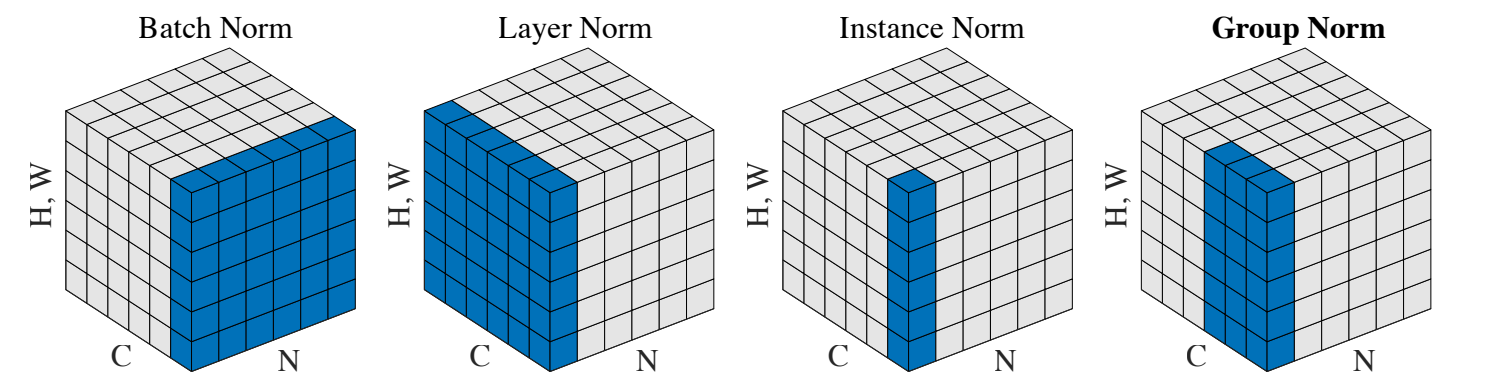 Batch Norm
Layer Norm
Instance Norm
Group Norm
H, W
C
N
H, W
C
N
H, W
C
N
H, W
C
N